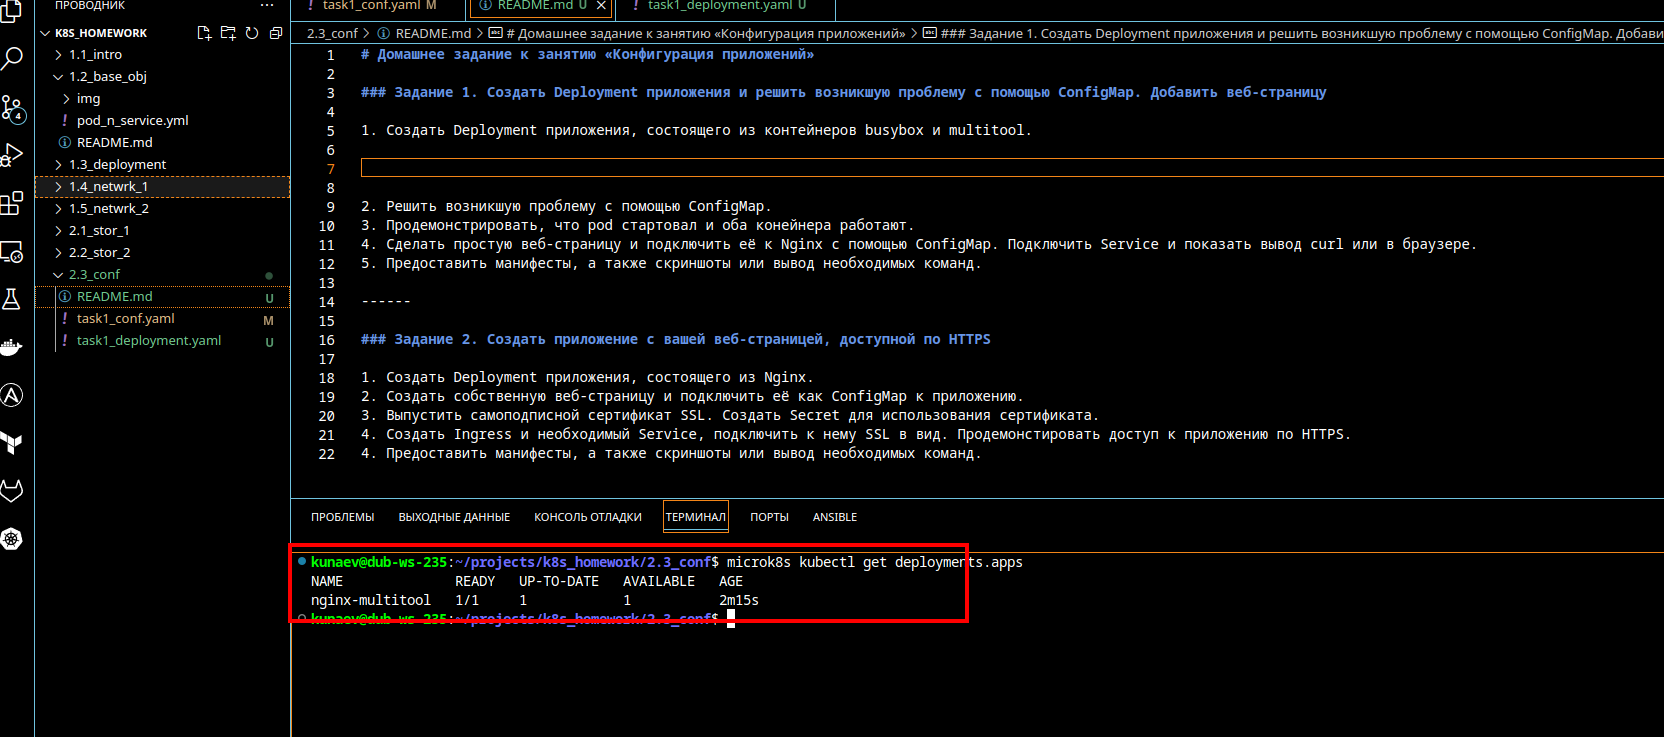 ПРОВОДНИК ...
task1_conf.yaml M README.md U task1_deployment.yaml U
K8S_HOMEWORK
2.3_conf > README.md > # Домашнее задание к занятию «Конфигурация приложений» > ### Задание 1. Создать Deployment приложения и решить возникшую проблему с помощью ConfigMap. Добави
1.1_intro
1.2_base_obj
img
pod_n_service.yml
README.md
1.3_deployment
1.4_netwrk_1
1.5_netwrk_2
2.1_stor_1
2.2_stor_2
2.3_conf
README.md U
task1_conf.yaml M
task1_deployment.yaml U
4
1 # Домашнее задание к занятию «Конфигурация приложений»
2
3 ### Задание 1. Создать Deployment приложения и решить возникшую проблему с помощью ConfigMap. Добавить веб-страницу
4
5 1. Создать Deployment приложения, состоящего из контейнеров busybox и multitool.
6
7
8
9 2. Решить возникшую проблему с помощью ConfigMap.
10 3. Продемонстрировать, что pod стартовал и оба конейнера работают.
11 4. Сделать простую веб-страницу и подключить её к Nginx с помощью ConfigMap. Подключить Service и показать вывод curl или в браузере.
12 5. Предоставить манифесты, а также скриншоты или вывод необходимых команд.
13
14 ------
15
16 ### Задание 2. Создать приложение с вашей веб-страницей, доступной по HTTPS
17
18 1. Создать Deployment приложения, состоящего из Nginx.
19 2. Создать собственную веб-страницу и подключить её как ConfigMap к приложению.
20 3. Выпустить самоподписной сертификат SSL. Создать Secret для использования сертификата.
21 4. Создать Ingress и необходимый Service, подключить к нему SSL в вид. Продемонстировать доступ к приложению по HTTPS.
22 4. Предоставить манифесты, а также скриншоты или вывод необходимых команд.
ПРОБЛЕМЫ ВЫХОДНЫЕ ДАННЫЕ КОНСОЛЬ ОТЛАДКИ ТЕРМИНАЛ ПОРТЫ ANSIBLE
kunaev@dub-ws-235:~/projects/k8s_homework/2.3_conf$ microk8s kubectl get deployments.apps
NAME READY UP-TO-DATE AVAILABLE AGE
nginx-multitool 1/1 1 1 2m15s
kunaev@dub-ws-235:~/projects/k8s_homework/2.3_conf$